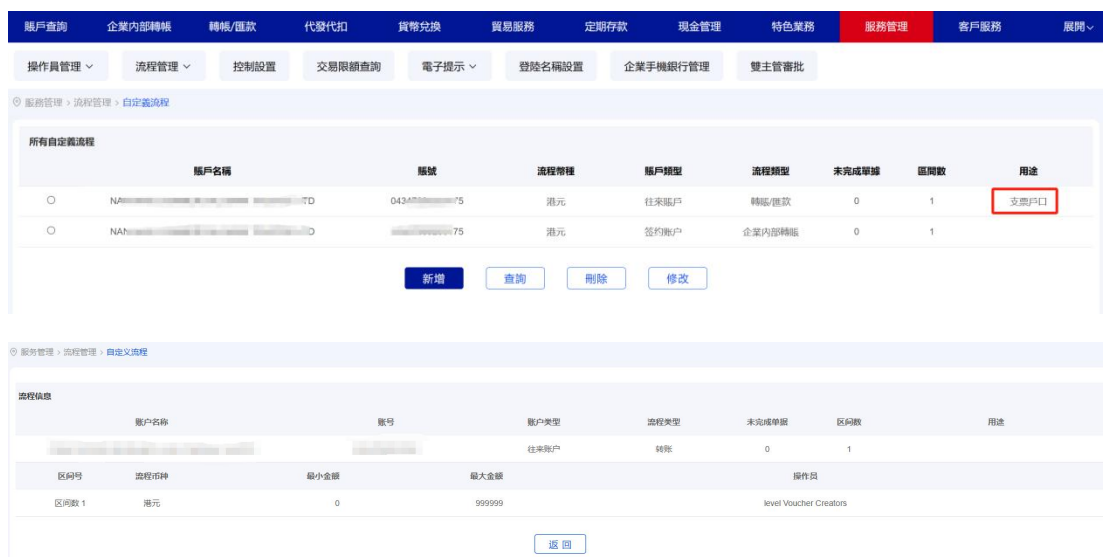 賬戶查詢 企業内部轉帳 轉帳/匯款 代發代扣 貨幣兌換 貿易服務 定期存款 現金管理 特色業務 服務管理 客戶服務 展開
操作員管理 流程管理 控制設置 交易限額查詢 電子提示 登陸名稱設置 企業手機銀行管理 雙主管審批
服務管理 > 流程管理 > 自定義流程
所有自定義流程
賬戶名稱 賬號 流程幣種 賬戶類型 流程類型 未完成單據 區間數 用途
港元 往來賬戶 轉賬/匯款 0 1 支票戶口
75 港元 签约账户 企業内部轉賬 0 1
新增 查詢 刪除 修改
服务管理 > 流程管理 > 自定义流程
流程信息
账户名称 账号 账户类型 流程类型 未完成单据 区间数 用途
往来账户 转账 0 1
区间号 流程币种 最小金额 最大金额 操作员
区间数 1 港元 0 999999 level Voucher Creators
返回